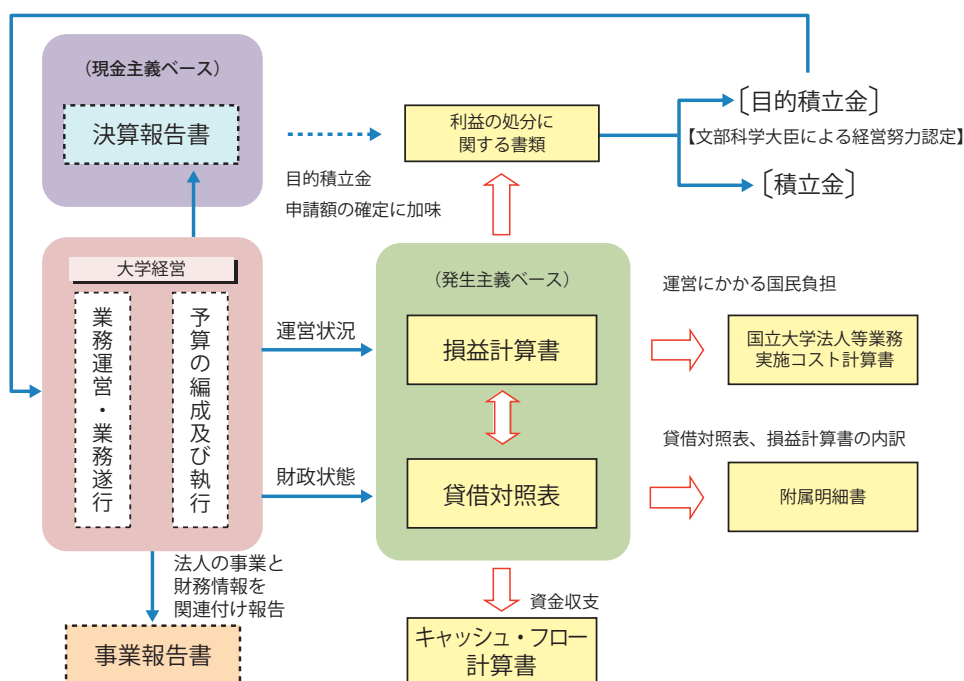 （現金主義ベース）
決算報告書
利益の処分に
関する書類
〔目的積立金〕
【文部科学大臣による経営努力認定】
〔積立金〕
目的積立金
申請額の確定に加味
大学経営
業務運営・業務遂行
予算の編成及び執行
運営状況
財政状態
（発生主義ベース）
損益計算書
貸借対照表
運営にかかる国民負担
国立大学法人等業務
実施コスト計算書
貸借対照表、損益計算書の内訳
附属明細書
法人の事業と
財務情報を
関連付け報告
事業報告書
資金収支
キャッシュ・フロー
計算書